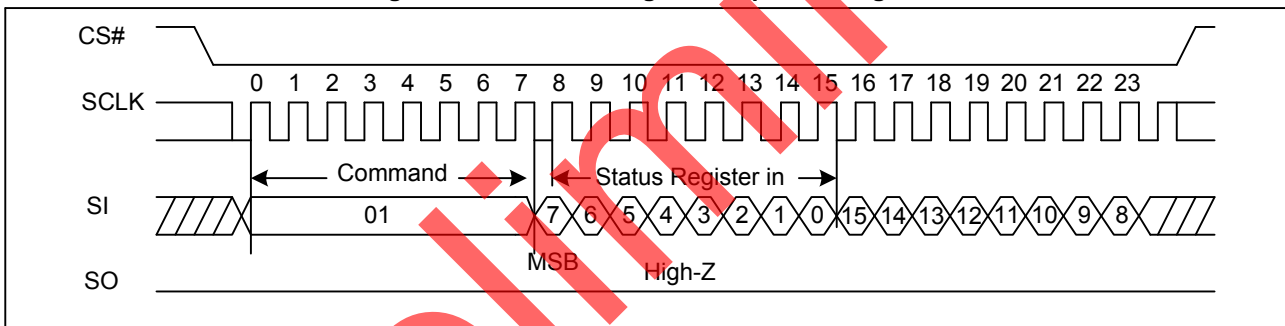 CS#
0 1 2 3 4 5 6 7 8 9 10 11 12 13 14 15 16 17 18 19 20 21 22 23
SCLK
Command
Status Register in
SI
01
7 6 5 4 3 2 1 0 15 14 13 12 11 10 9 8
MSB
High-Z
SO